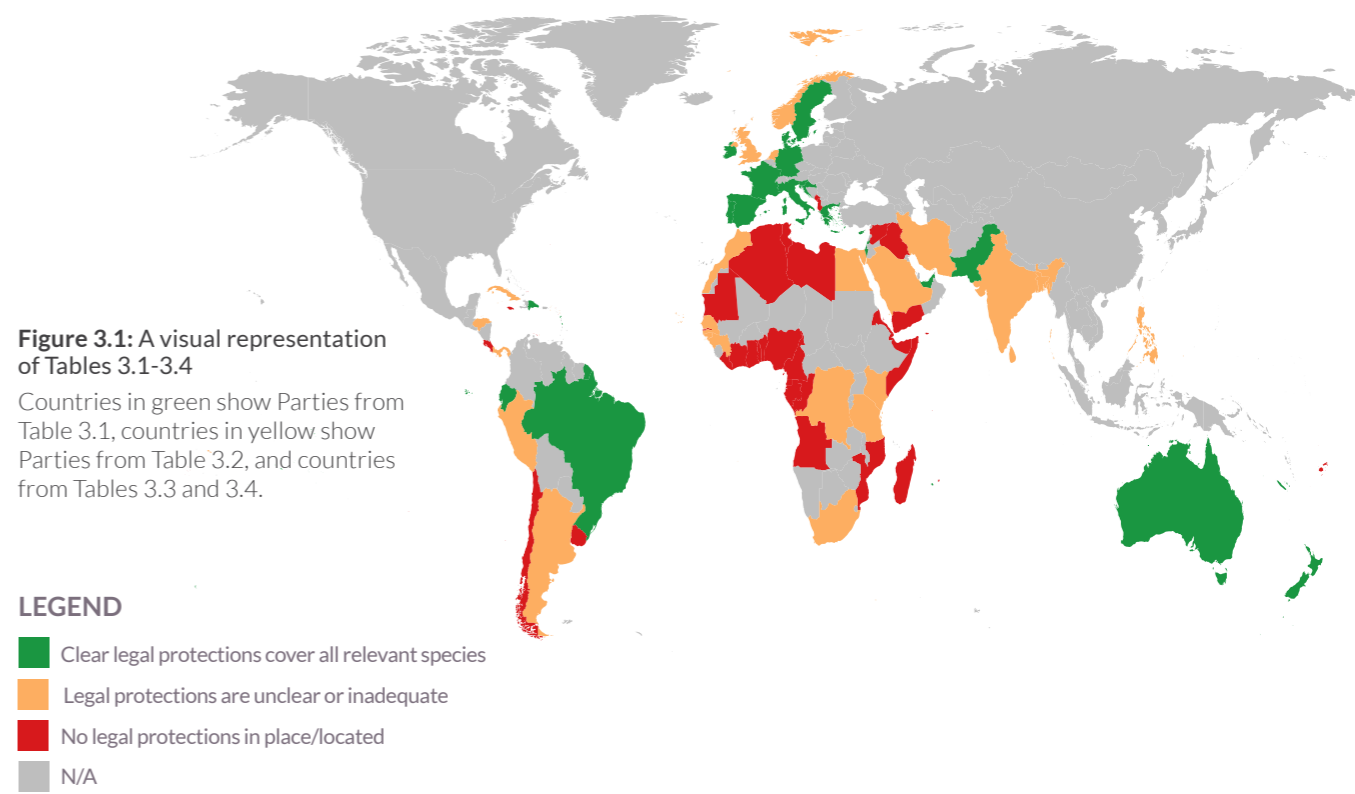 Figure 3.1: A visual representation
of Tables 3.1-3.4
Countries in green show Parties from
Table 3.1, countries in yellow show
Parties from Table 3.2, and countries
from Tables 3.3 and 3.4.
LEGEND
Clear legal protections cover all relevant species
Legal protections are unclear or inadequate
No legal protections in place/located
N/A